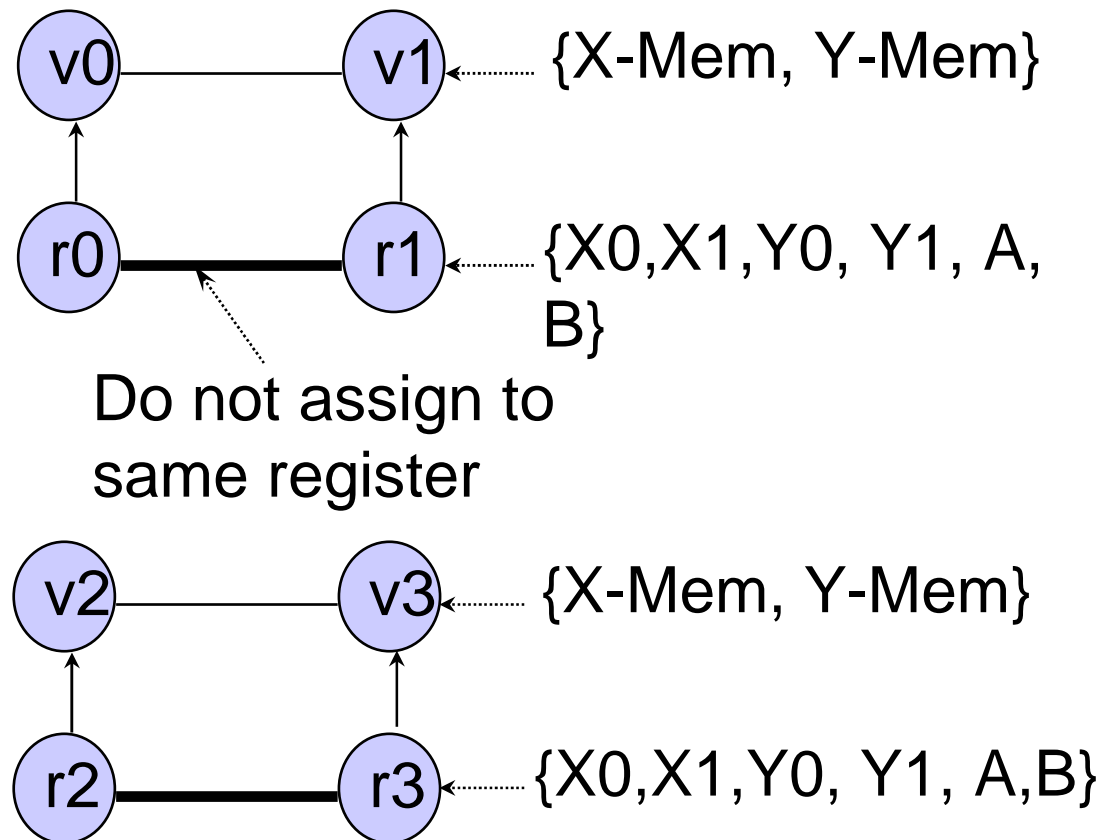 v0 v1 {X-Mem, Y-Mem}
r0 r1 {X0,X1,Y0, Y1, A,
B}
Do not assign to
same register
v2 v3 {X-Mem, Y-Mem}
r2 r3 {X0,X1,Y0, Y1, A,B}